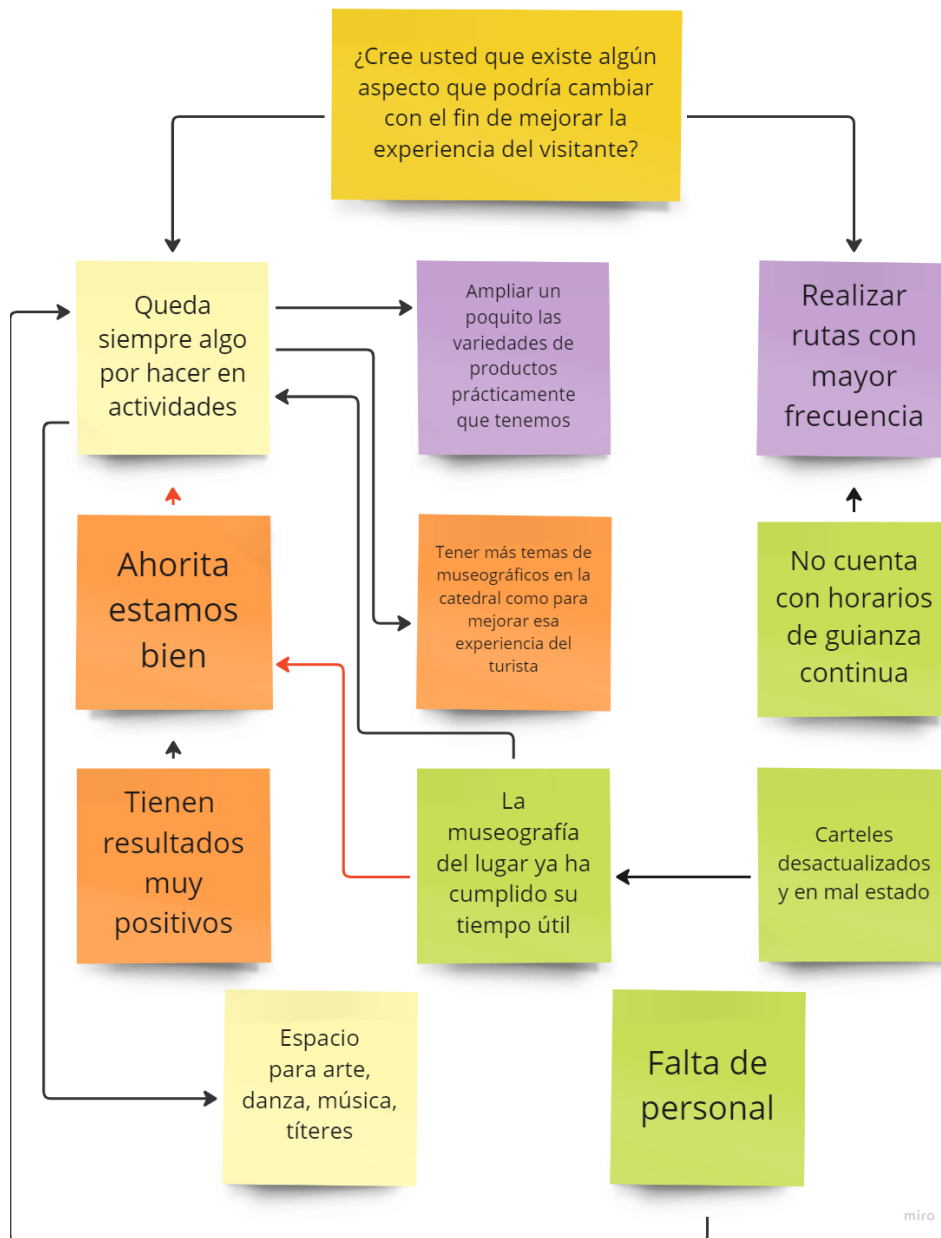 ¿Cree usted que existe algún
aspecto que podría cambiar
con el fin de mejorar la
experiencia del visitante?
Queda
siempre algo
por hacer en
actividades
Ampliar un
poquito las
variedades de
productos
prácticamente
que tenemos
Realizar
rutas con
mayor
frecuencia
Ahorita
estamos
bien
Tener más temas de
museográficos en la
catedral como para
mejorar esa
experiencia del
turista
No cuenta
con horarios
de guianza
continua
Tienen
resultados
muy
positivos
La
museografía
del lugar ya ha
cumplido su
tiempo útil
Carteles
desactualizados
y en mal estado
Espacio
para arte,
danza, música,
títeres
Falta de
personal
miro